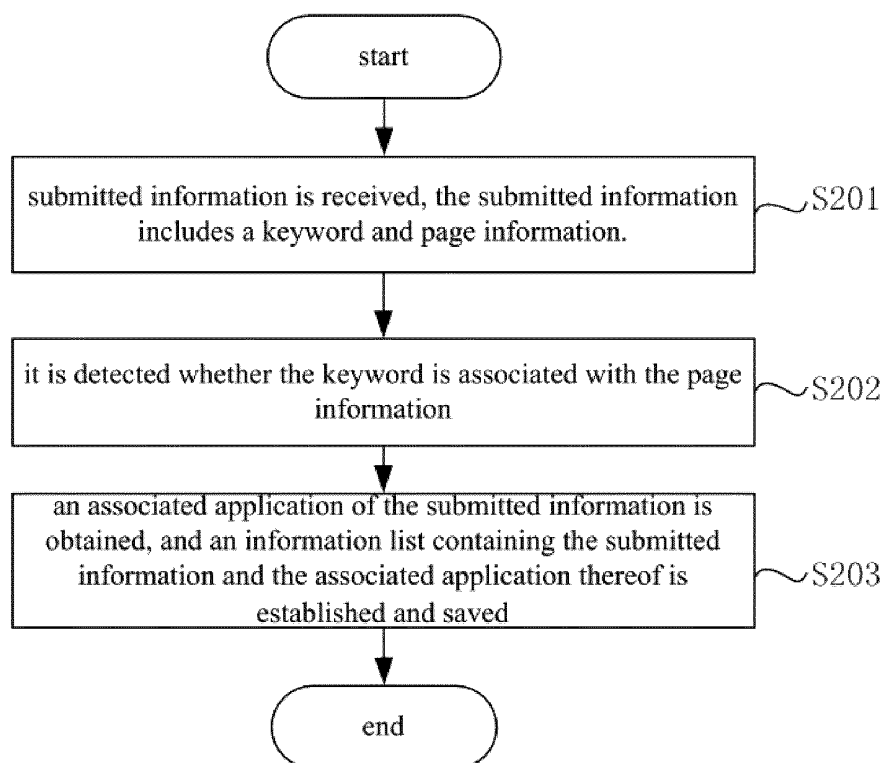 start
submitted information is received, the submitted information
includes a keyword and page information.
S201
it is detected whether the keyword is associated with the page
information
S202
an associated application of the submitted information is
obtained, and an information list containing the submitted
information and the associated application thereof is
established and saved
S203
end